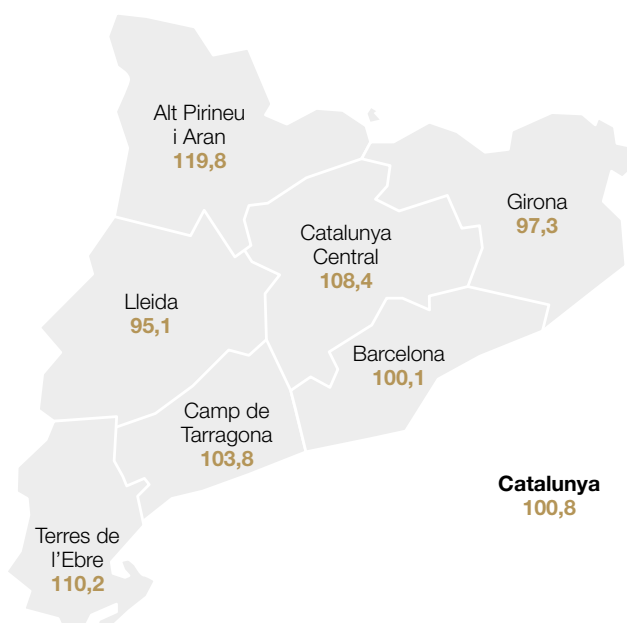 Alt Pirineu
i Aran
119,8
Girona
97,3
Catalunya
Central
108,4
Lleida
95,1
Barcelona
100,1
Camp de
Tarragona
103,8
Catalunya
100,8
Terres de
l'Ebre
110,2